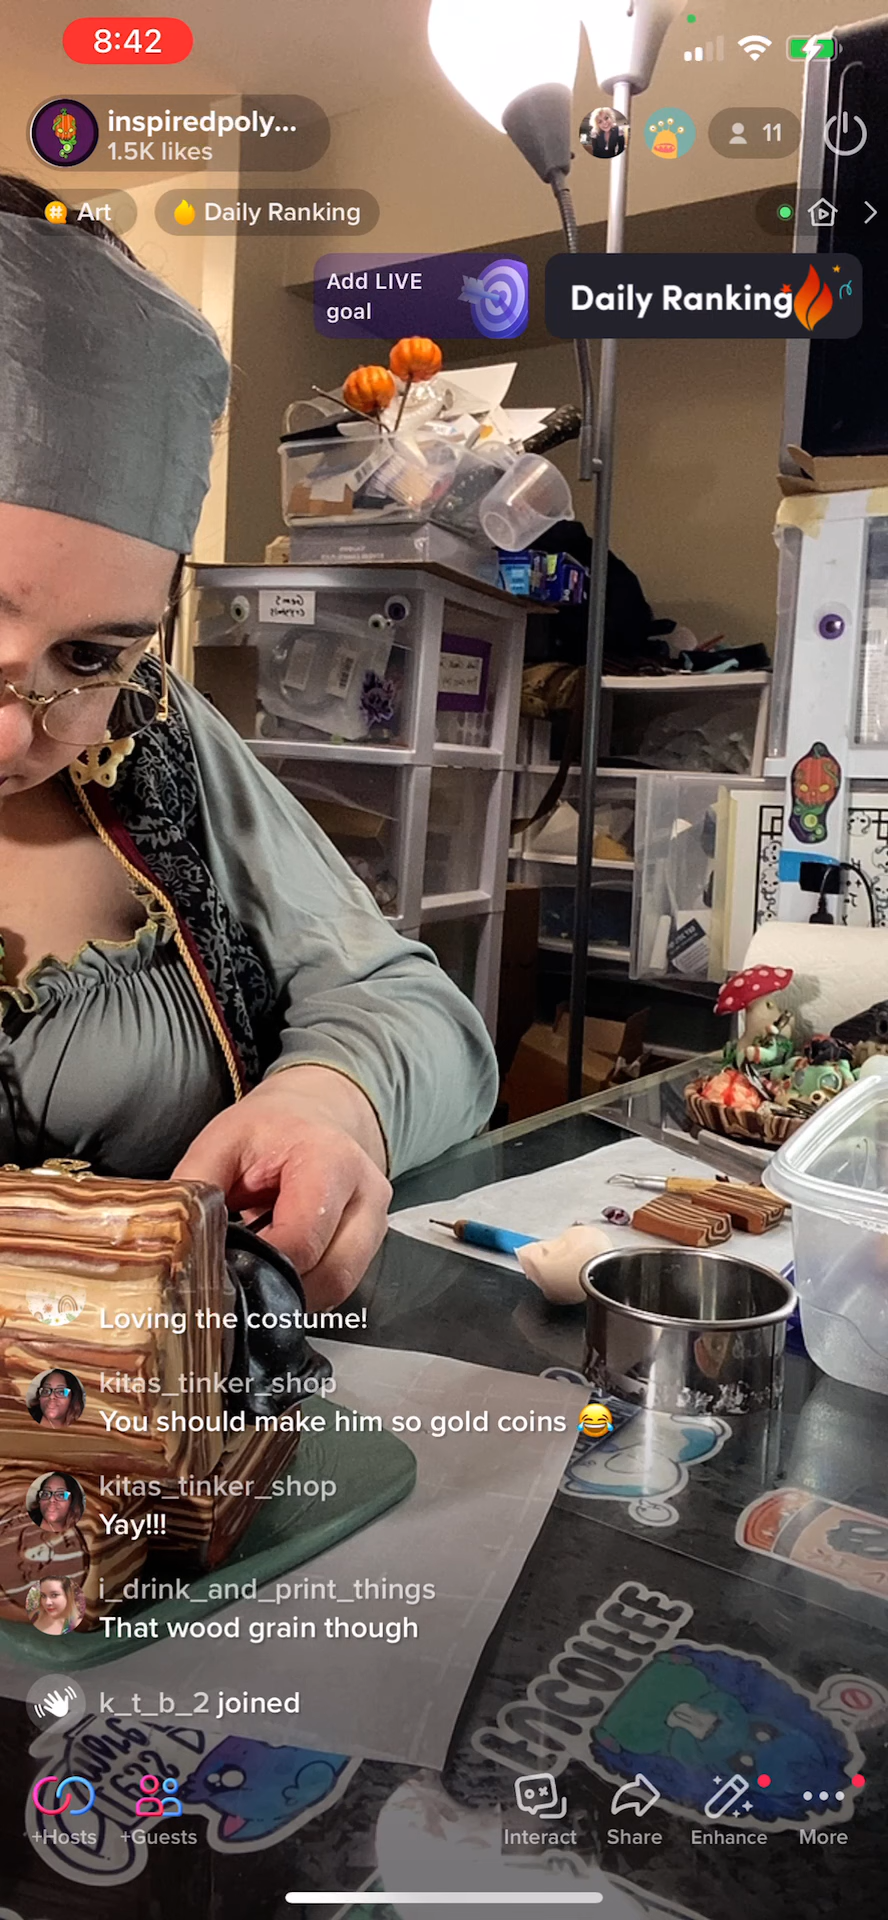 8:42
inspiredpoly...
1.5K likes
11
Art
Daily Ranking
Add LIVE
goal
Daily Ranking
Gems
Crystals
Loving the costume!
kitas_tinker_shop
You should make him so gold coins 😂
kitas_tinker_shop
Yay!!!
i_drink_and_print_things
That wood grain though
k_t_b_2 joined
+Hosts
+Guests
Interact
Share
Enhance
More